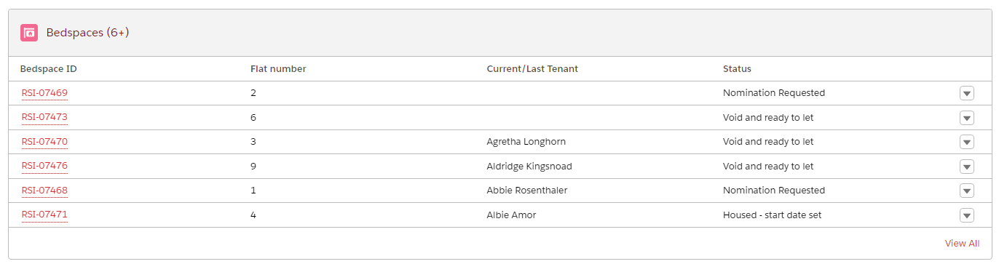 Bedspaces (6+)
Bedspace ID Flat number Current/Last Tenant Status
RSI-07469 2 Nomination Requested
RSI-07473 6 Void and ready to let
RSI-07470 3 Agretha Longhorn Void and ready to let
RSI-07476 9 Aldridge Kingsnoad Void and ready to let
RSI-07468 1 Abbie Rosenthaler Nomination Requested
RSI-07471 4 Albie Amor Housed - start date set
View All